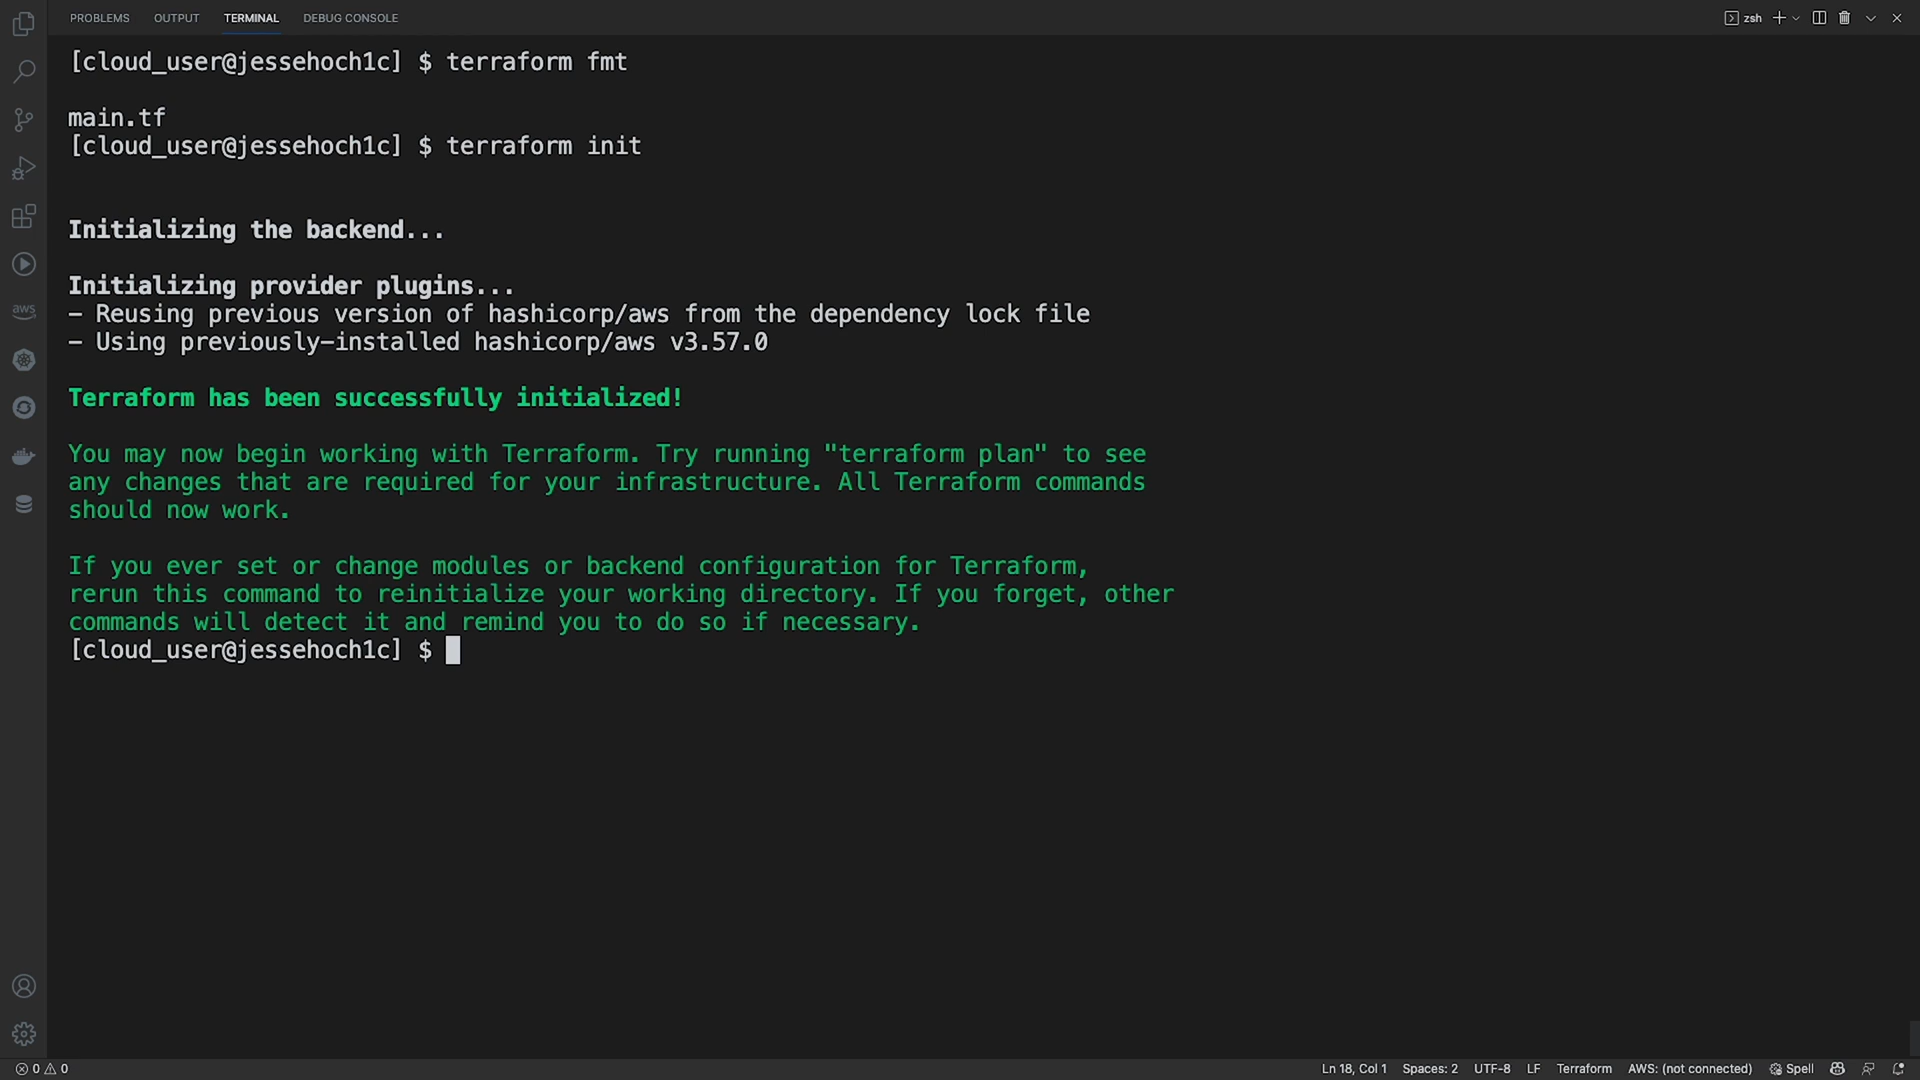 PROBLEMS OUTPUT TERMINAL DEBUG CONSOLE zsh
[cloud_user@jessehoch1c] $ terraform fmt
main.tf
[cloud_user@jessehoch1c] $ terraform init
Initializing the backend...
Initializing provider plugins...
- Reusing previous version of hashicorp/aws from the dependency lock file
- Using previously-installed hashicorp/aws v3.57.0
Terraform has been successfully initialized!
You may now begin working with Terraform. Try running "terraform plan" to see
any changes that are required for your infrastructure. All Terraform commands
should now work.
If you ever set or change modules or backend configuration for Terraform,
rerun this command to reinitialize your working directory. If you forget, other
commands will detect it and remind you to do so if necessary.
[cloud_user@jessehoch1c] $
aws
0 0 Ln 18, Col 1 Spaces: 2 UTF-8 LF Terraform AWS: (not connected) Spell